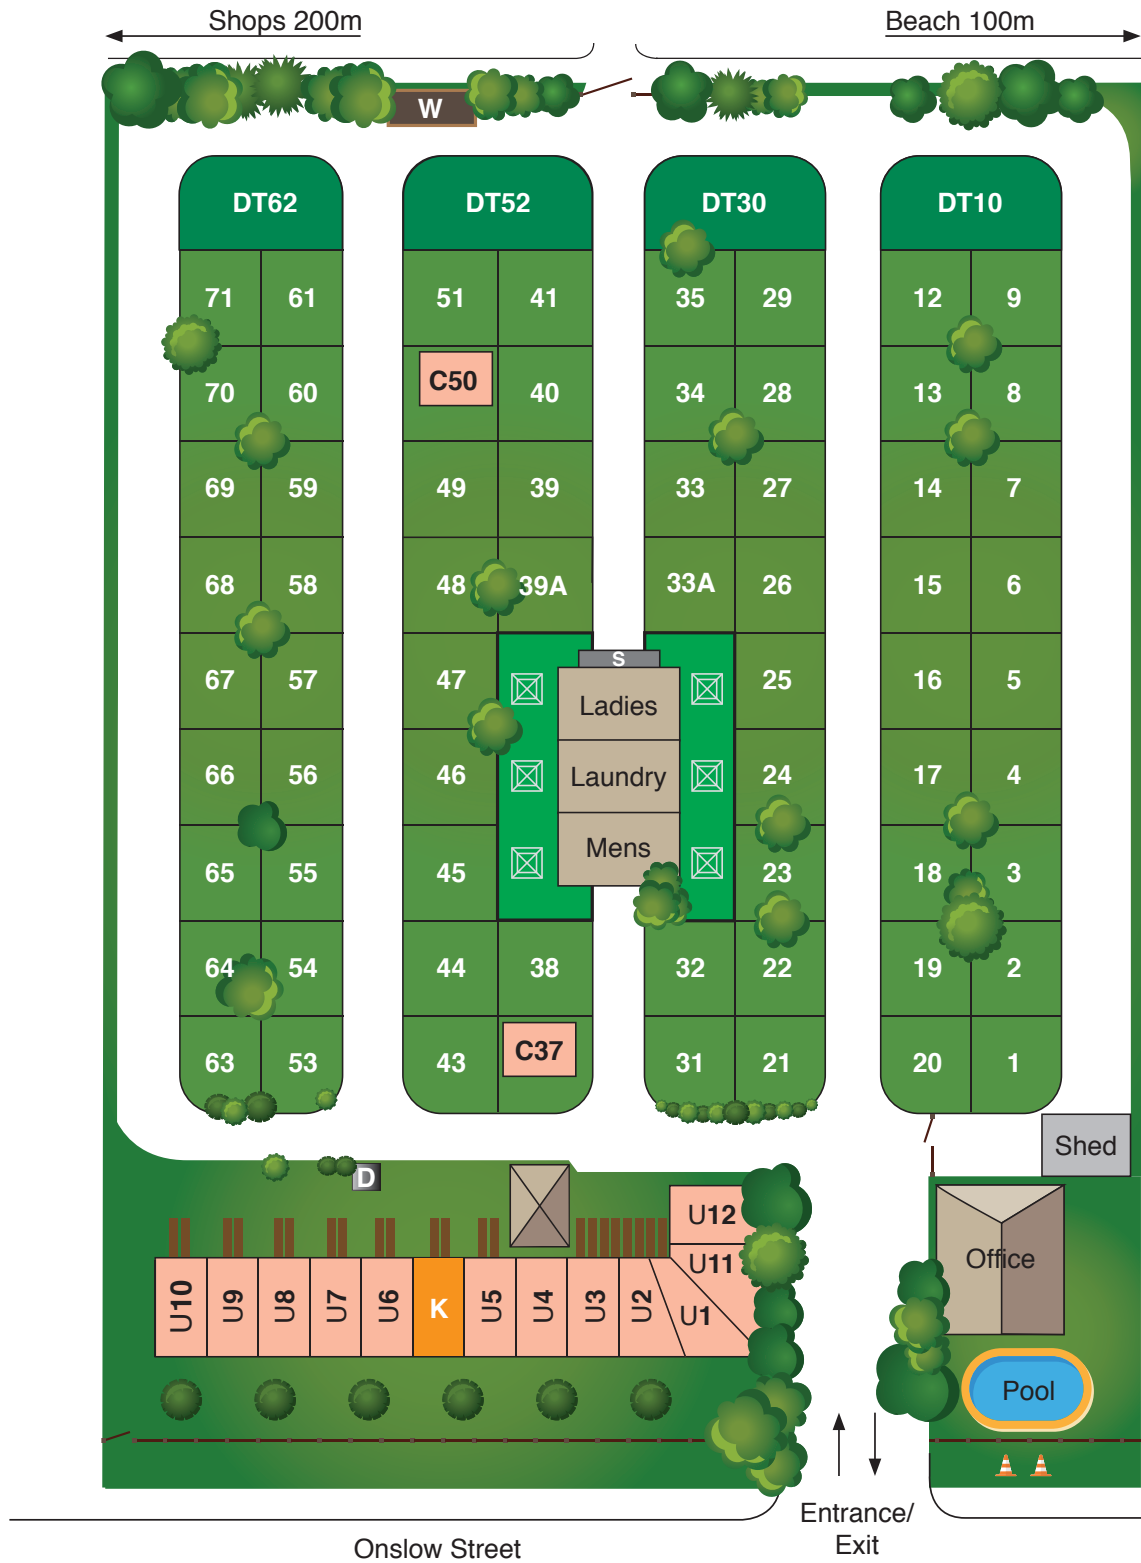 Shops 200m
Beach 100m
W
DT62
DT52
DT30
DT10
71 61 51 41 35 29 12 9
70 60 C50 40 34 28 13 8
69 59 49 39 33 27 14 7
68 58 48 39A 33A 26 15 6
S
67 57 47 Ladies 25 16 5
66 56 46 Laundry 24 17 4
65 55 45 Mens 23 18 3
64 54 44 38 32 22 19 2
63 53 43 C37 31 21 20 1
Shed
D
U12
U11
Office
U10 U9 U8 U7 U6 K U5 U4 U3 U2 U1
Pool
Entrance/
Exit
Onslow Street